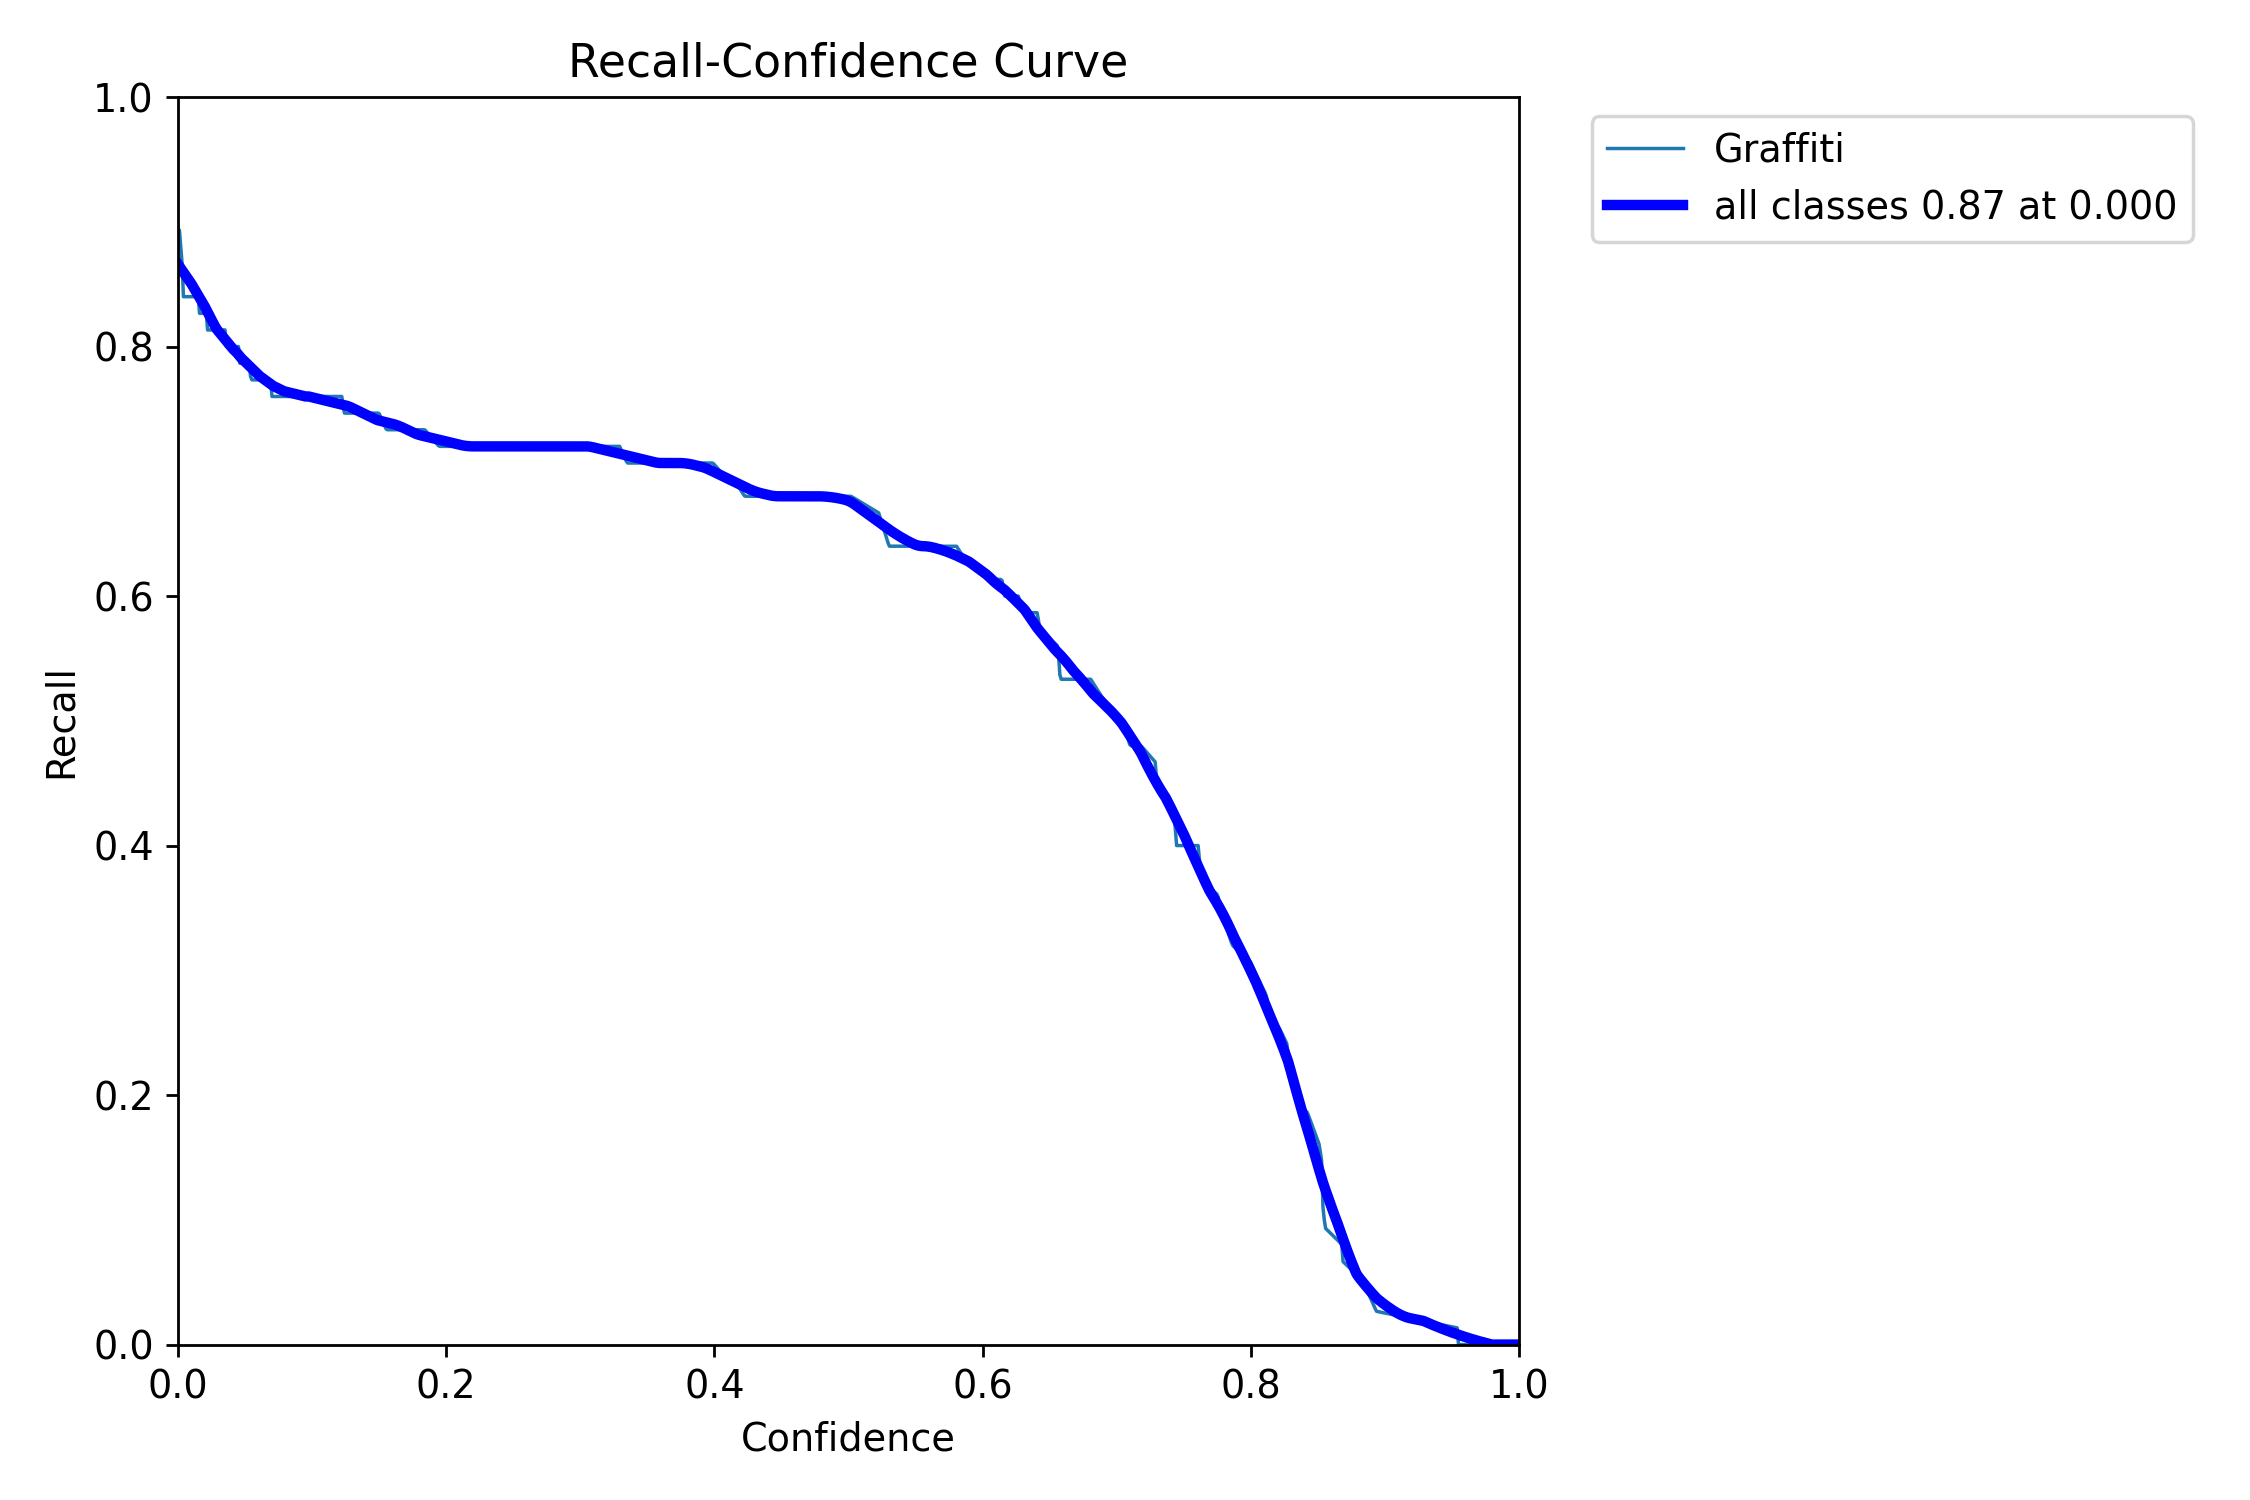 Recall-Confidence Curve
1.0
0.8
0.6
0.4
0.2
0.0
Recall
0.0 0.2 0.4 0.6 0.8 1.0
Confidence
Graffiti
all classes 0.87 at 0.000